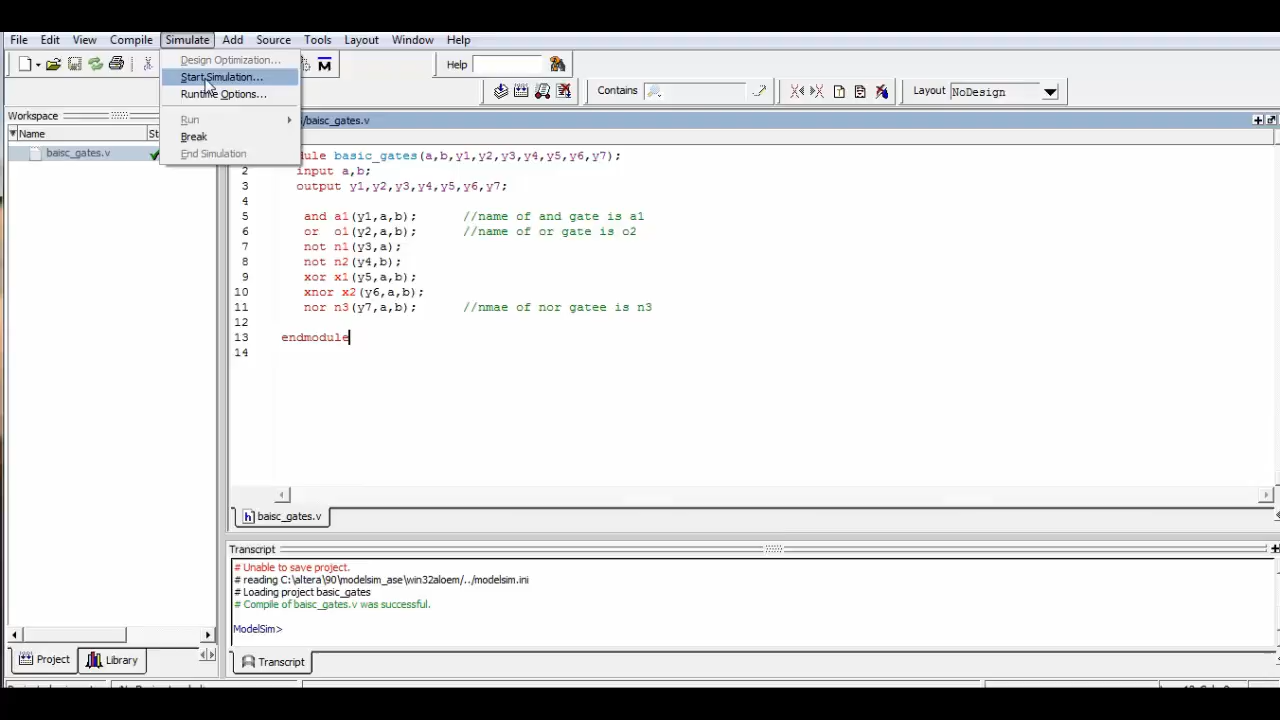 File Edit View Compile Simulate Add Source Tools Layout Window Help
Design Optimization...
Start Simulation...
Runtime Options...
Run
Break
End Simulation
Help
Contains
Layout NoDesign
Workspace
Name St
baisc_gates.v
/basic_gates.v
ule basic_gates(a,b,y1,y2,y3,y4,y5,y6,y7);
2 input a,b;
3 output y1,y2,y3,y4,y5,y6,y7;
4
5 and a1(y1,a,b); //name of and gate is a1
6 or o1(y2,a,b); //name of or gate is o2
7 not n1(y3,a);
8 not n2(y4,b);
9 xor x1(y5,a,b);
10 xnor x2(y6,a,b);
11 nor n3(y7,a,b); //nmae of nor gatee is n3
12
13 endmodule
14
h baisc_gates.v
Transcript
# Unable to save project.
# reading C:\altera\90\modelsim_ase\win32aloem/../modelsim.ini
# Loading project basic_gates
# Compile of baisc_gates.v was successful.
ModelSim>
Project Library
Transcript